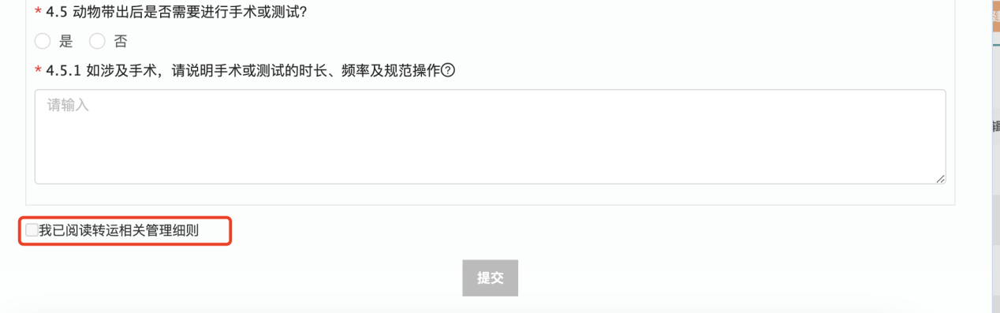 * 4.5 动物带出后是否需要进行手术或测试?
是 否
* 4.5.1 如涉及手术，请说明手术或测试的时长、频率及规范操作?
请输入
辑
我已阅读转运相关管理细则
提交